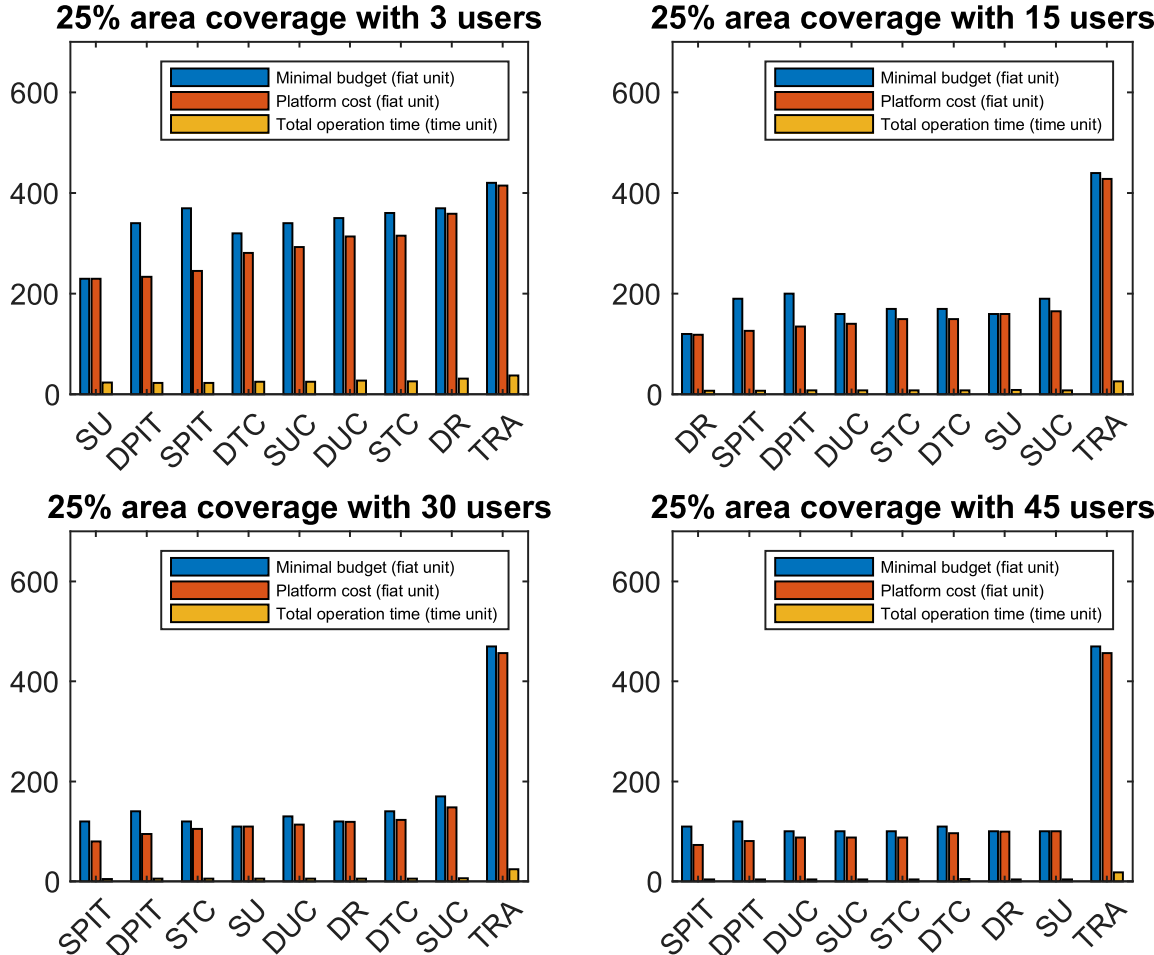 25% area coverage with 3 users
600
400
200
0
Minimal budget (fiat unit)
Platform cost (fiat unit)
Total operation time (time unit)
SU DPIT SPIT DTC SUC DUC STC DR TRA
25% area coverage with 15 users
600
400
200
0
Minimal budget (fiat unit)
Platform cost (fiat unit)
Total operation time (time unit)
DR SPIT DPIT DUC STC DTC SU SUC TRA
25% area coverage with 30 users
600
400
200
0
Minimal budget (fiat unit)
Platform cost (fiat unit)
Total operation time (time unit)
SPIT DPIT STC SU DUC DR DTC SUC TRA
25% area coverage with 45 users
600
400
200
0
Minimal budget (fiat unit)
Platform cost (fiat unit)
Total operation time (time unit)
SPIT DPIT DUC SUC STC DTC DR SU TRA